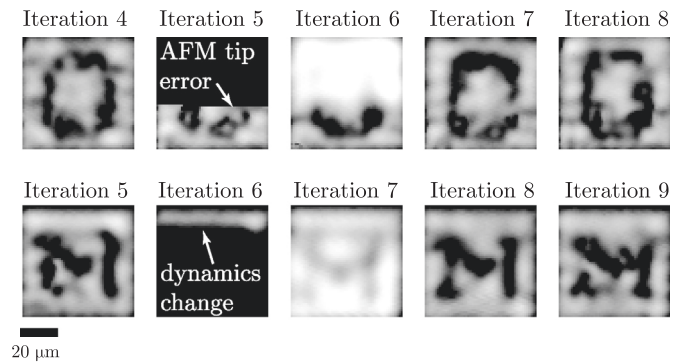 Iteration 4 Iteration 5 Iteration 6 Iteration 7 Iteration 8
AFM tip
error
Iteration 5 Iteration 6 Iteration 7 Iteration 8 Iteration 9
dynamics
change
20 μm